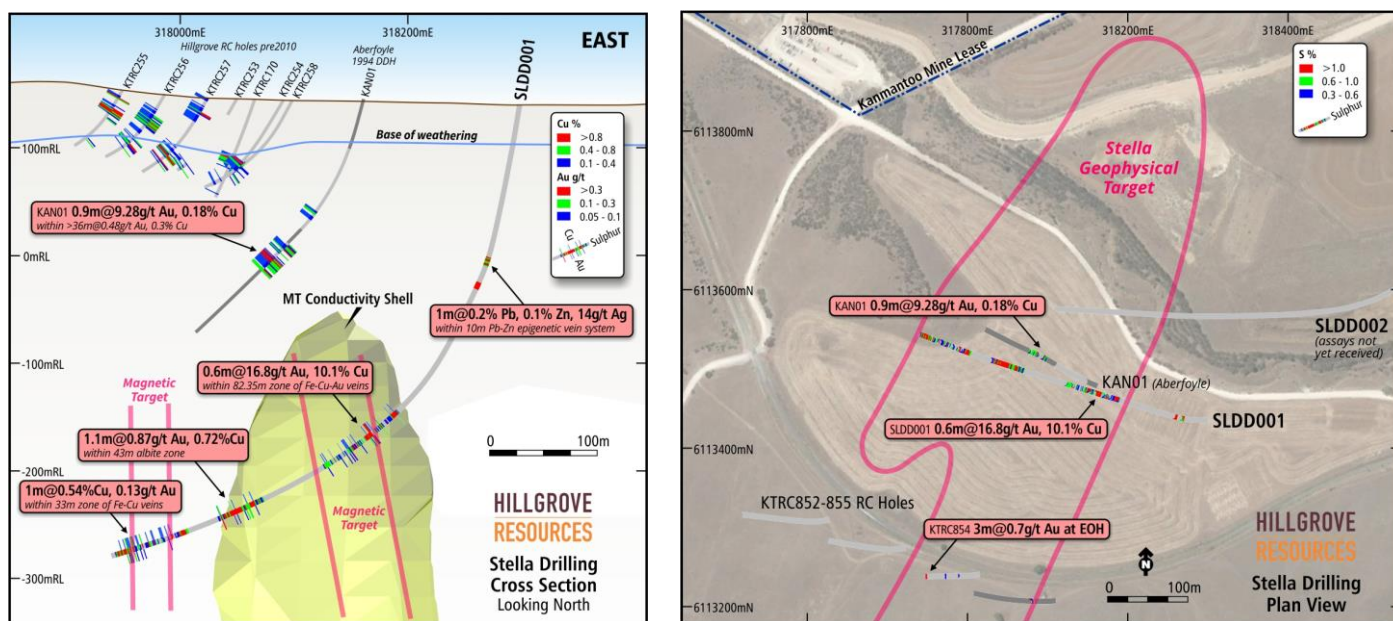 318000mE
318200mE
EAST
Hillgrove RC holes pre2010
Aberfoyle
1994 DDH
KTRC255
KTRC256
KTRC257
KTRC253
KTRC170
KTRC254
KTRC258
KAN01
SLDD001
Base of weathering
100mRL
0mRL
-100mRL
-200mRL
-300mRL
Cu %
>0.8
0.4 - 0.8
0.1 - 0.4
Au g/t
>0.3
0.1 - 0.3
0.05 - 0.1
Cu
Sulphur
Au
KAN01 0.9m@9.28g/t Au, 0.18% Cu
within >36m@0.48g/t Au, 0.3% Cu
MT Conductivity Shell
1m@0.2% Pb, 0.1% Zn, 14g/t Ag
within 10m Pb-Zn epigenetic vein system
0.6m@16.8g/t Au, 10.1% Cu
within 82.35m zone of Fe-Cu-Au veins
Magnetic
Target
1.1m@0.87g/t Au, 0.72%Cu
within 43m albite zone
1m@0.54%Cu, 0.13g/t Au
within 33m zone of Fe-Cu veins
Magnetic
Target
0 100m
HILLGROVE
RESOURCES
Stella Drilling
Cross Section
Looking North
317800mE
317800mE
318200mE
318400mE
6113800mN
6113600mN
6113400mN
6113200mN
Kanmantoo Mine Lease
S %
>1.0
0.6 - 1.0
0.3 - 0.6
Sulphur
Stella
Geophysical
Target
KAN01 0.9m@9.28g/t Au, 0.18% Cu
SLDD002
(assays not
yet received)
KAN01 (Aberfoyle)
SLDD001
SLDD001 0.6m@16.8g/t Au, 10.1% Cu
KTRC852-855 RC Holes
KTRC854 3m@0.7g/t Au at EOH
N
0 100m
HILLGROVE
RESOURCES
Stella Drilling
Plan View